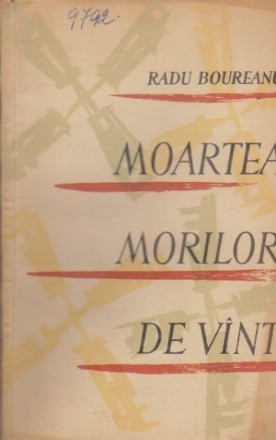 9792.
RADU BOUREANU
MOARTEA
MORILOR
DE VÎNT